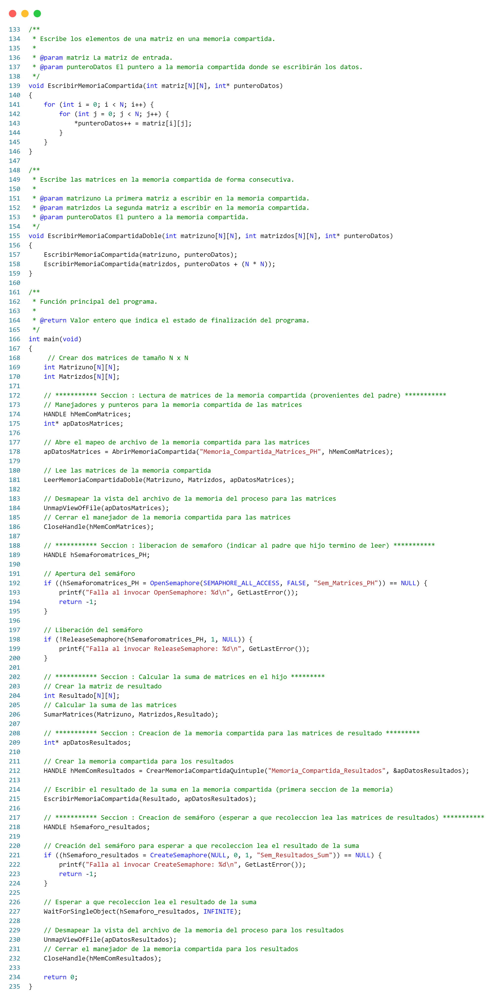 133 /**
134  * Escribe los elementos de una matriz en una memoria compartida.
135  *
136  * @param matriz La matriz de entrada.
137  * @param punteroDatos El puntero a la memoria compartida donde se escribirán los datos.
138  */
139 void EscribirMemoriaCompartida(int matriz[N][N], int* punteroDatos)
140 {
141     for (int i = 0; i < N; i++) {
142         for (int j = 0; j < N; j++) {
143             *punteroDatos++ = matriz[i][j];
144         }
145     }
146 }
147
148 /**
149  * Escribe las matrices en la memoria compartida de forma consecutiva.
150  *
151  * @param matrizuno La primera matriz a escribir en la memoria compartida.
152  * @param matrizdos La segunda matriz a escribir en la memoria compartida.
153  * @param punteroDatos El puntero a la memoria compartida.
154  */
155 void EscribirMemoriaCompartidaDoble(int matrizuno[N][N], int matrizdos[N][N], int* punteroDatos)
156 {
157     EscribirMemoriaCompartida(matrizuno, punteroDatos);
158     EscribirMemoriaCompartida(matrizdos, punteroDatos + (N * N));
159 }
160
161 /**
162  * Función principal del programa.
163  *
164  * @return Valor entero que indica el estado de finalización del programa.
165  */
166 int main(void)
167 {
168      // Crear dos matrices de tamaño N x N
169     int Matrizuno[N][N];
170     int Matrizdos[N][N];
171
172     // *********** Seccion : Lectura de matrices de la memoria compartida (provenientes del padre) ***********
173     // Manejadores y punteros para la memoria compartida de las matrices
174     HANDLE hMemComMatrices;
175     int* apDatosMatrices;
176
177     // Abre el mapeo de archivo de la memoria compartida para las matrices
178     apDatosMatrices = AbrirMemoriaCompartida("Memoria_Compartida_Matrices_PH", hMemComMatrices);
179
180     // Lee las matrices de la memoria compartida
181     LeerMemoriaCompartidaDoble(Matrizuno, Matrizdos, apDatosMatrices);
182
183     // Desmapear la vista del archivo de la memoria del proceso para las matrices
184     UnmapViewOfFile(apDatosMatrices);
185     // Cerrar el manejador de la memoria compartida para las matrices
186     CloseHandle(hMemComMatrices);
187
188     // *********** Seccion : liberacion de semaforo (indicar al padre que hijo termino de leer) ***********
189     HANDLE hSemaforomatrices_PH;
190
191     // Apertura del semáforo
192     if ((hSemaforomatrices_PH = OpenSemaphore(SEMAPHORE_ALL_ACCESS, FALSE, "Sem_Matrices_PH")) == NULL) {
193         printf("Falla al invocar OpenSemaphore: %d\n", GetLastError());
194         return -1;
195     }
196
197     // Liberación del semáforo
198     if (!ReleaseSemaphore(hSemaforomatrices_PH, 1, NULL)) {
199         printf("Falla al invocar ReleaseSemaphore: %d\n", GetLastError());
200     }
201
202     // *********** Seccion : Calcular la suma de matrices en el hijo *********
203     // Crear la matriz de resultado
204     int Resultado[N][N];
205     // Calcular la suma de las matrices
206     SumarMatrices(Matrizuno, Matrizdos,Resultado);
207
208     // *********** Seccion : Creacion de la memoria compartida para las matrices de resultado *********
209     int* apDatosResultados;
210
211     // Crear la memoria compartida para los resultados
212     HANDLE hMemComResultados = CrearMemoriaCompartidaQuintuple("Memoria_Compartida_Resultados", &apDatosResultados);
213
214     // Escribir el resultado de la suma en la memoria compartida (primera seccion de la memoria)
215     EscribirMemoriaCompartida(Resultado, apDatosResultados);
216
217     // *********** Seccion : Creacion de semáforo (esperar a que recoleccion lea las matrices de resultados) ***********
218     HANDLE hSemaforo_resultados;
219
220     // Creación del semáforo para esperar a que recoleccion lea el resultado de la suma
221     if ((hSemaforo_resultados = CreateSemaphore(NULL, 0, 1, "Sem_Resultados_Sum")) == NULL) {
222         printf("Falla al invocar CreateSemaphore: %d\n", GetLastError());
223         return -1;
224     }
225
226     // Esperar a que recoleccion lea el resultado de la suma
227     WaitForSingleObject(hSemaforo_resultados, INFINITE);
228
229     // Desmapear la vista del archivo de la memoria del proceso para los resultados
230     UnmapViewOfFile(apDatosResultados);
231     // Cerrar el manejador de la memoria compartida para los resultados
232     CloseHandle(hMemComResultados);
233
234     return 0;
235 }